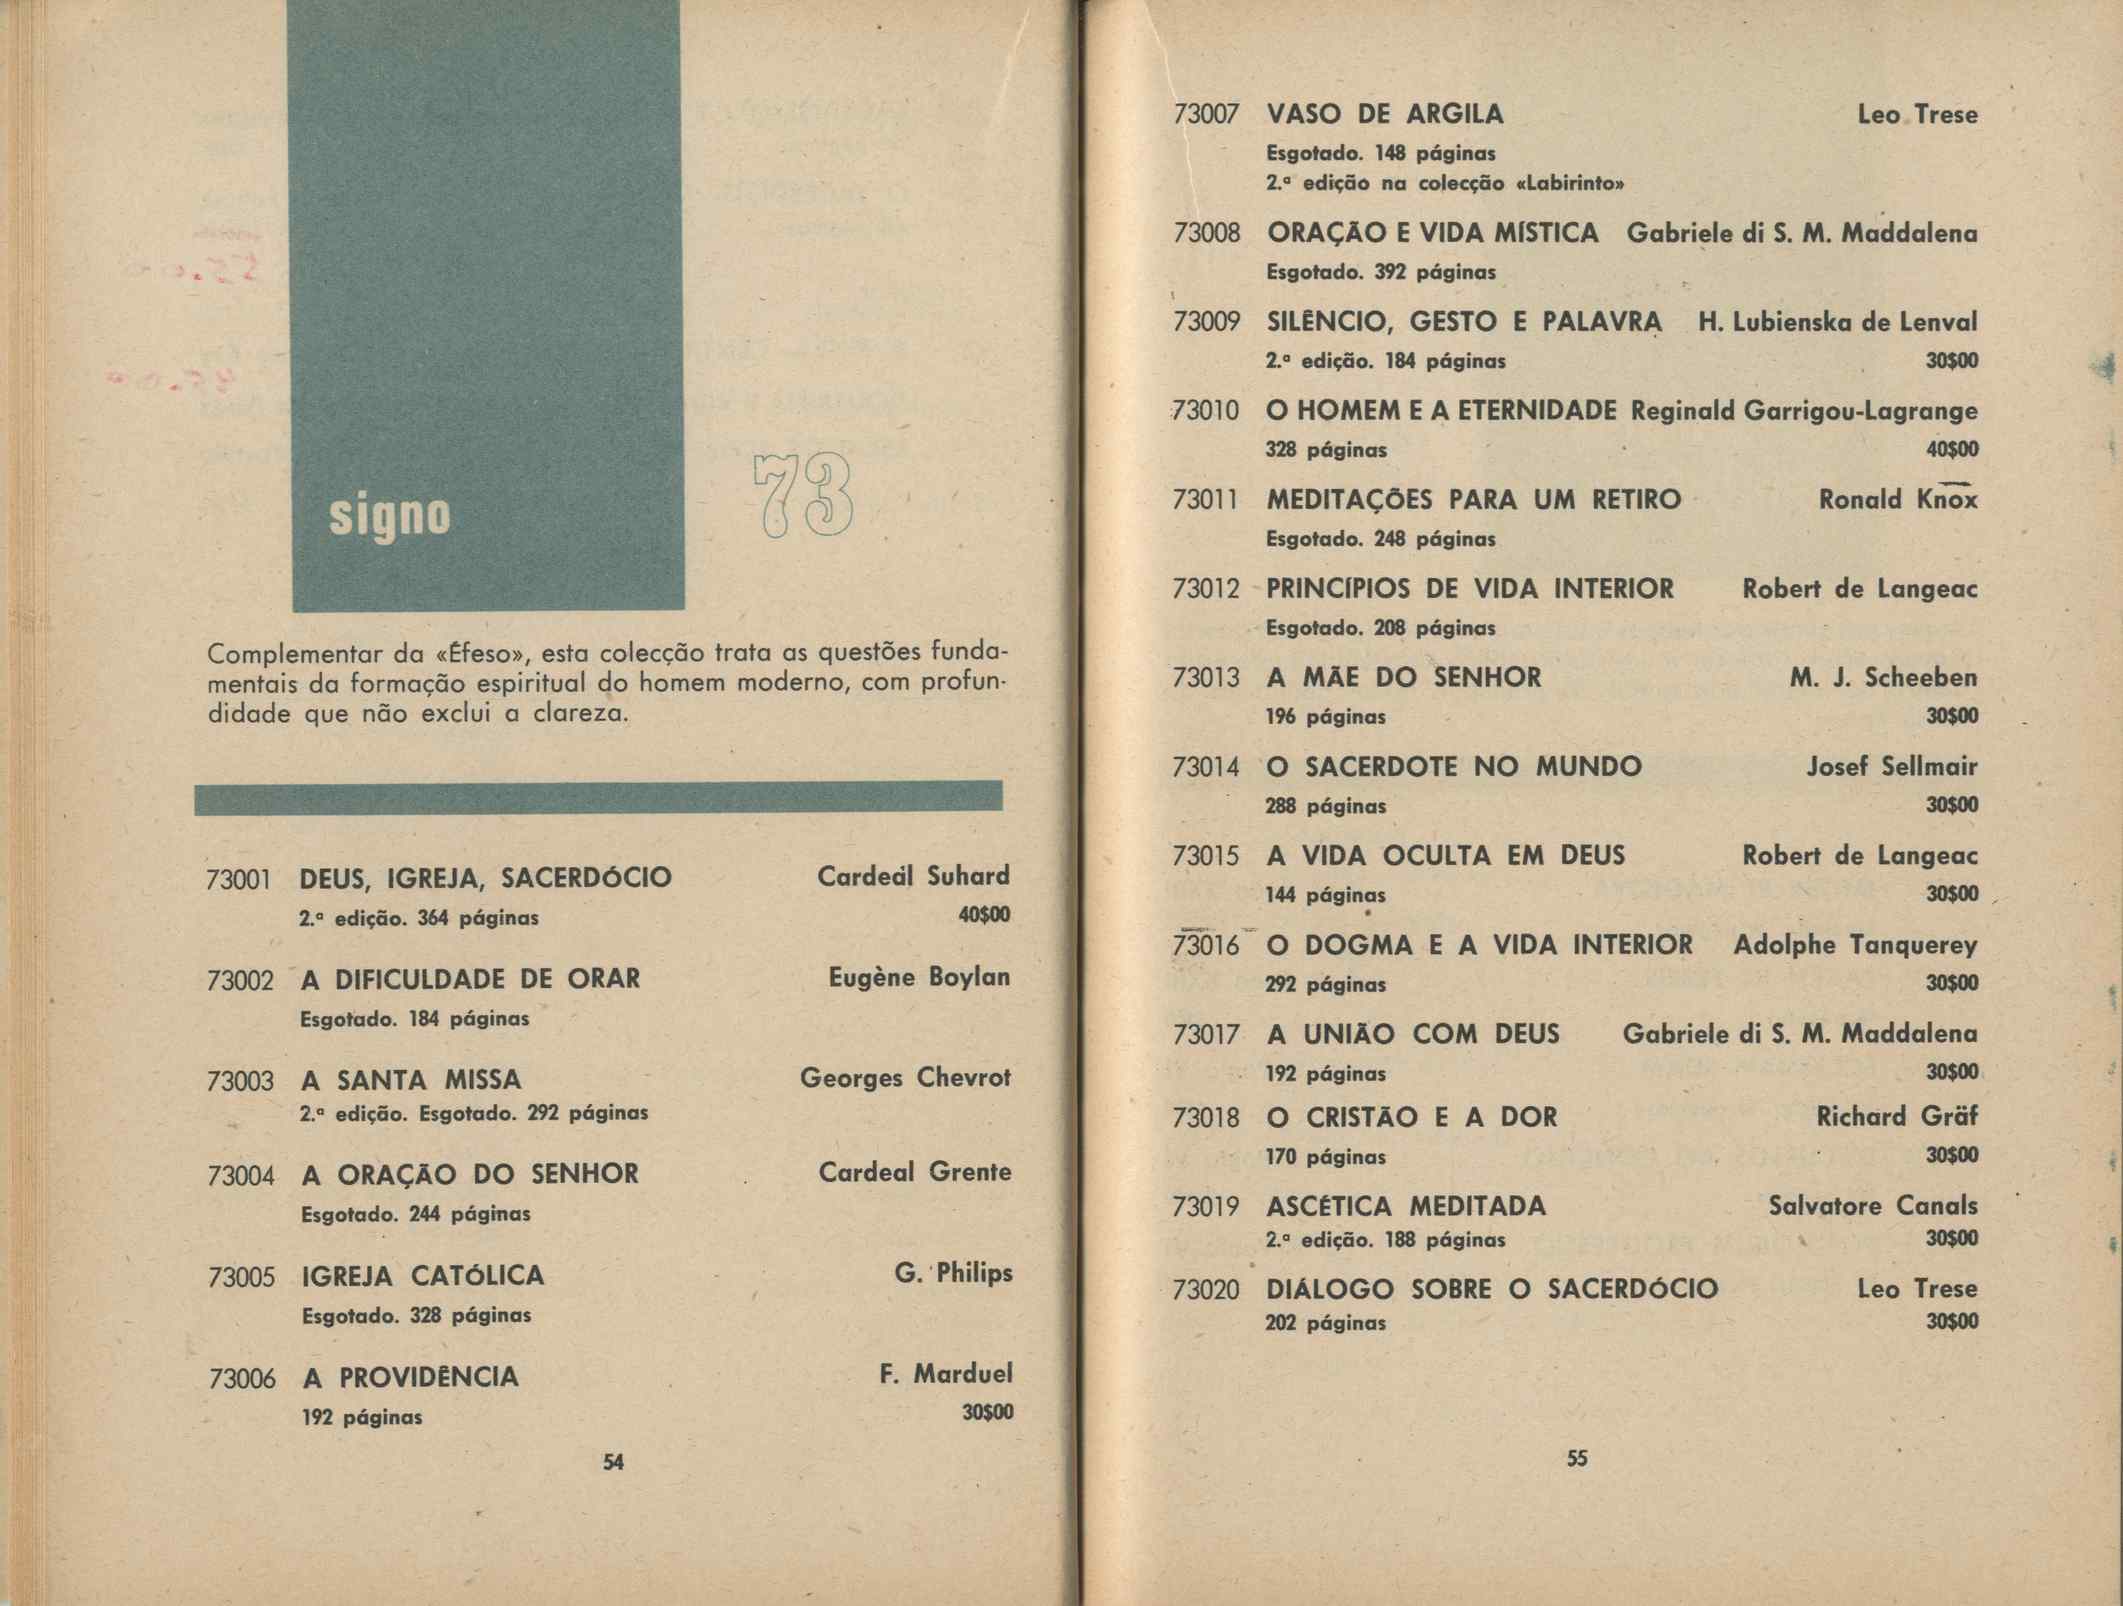 signo
73
Complementar da «Éfeso», esta colecção trata as questões funda-
mentais da formação espiritual do homem moderno, com profun-
didade que não exclui a clareza.
73001 DEUS, IGREJA, SACERDÓCIO Cardeal Suhard
2.ª edição. 364 páginas 40$00
73002 A DIFICULDADE DE ORAR Eugène Boylan
Esgotado. 184 páginas
73003 A SANTA MISSA Georges Chevrot
2.ª edição. Esgotado. 292 páginas
73004 A ORAÇÃO DO SENHOR Cardeal Grente
Esgotado. 244 páginas
73005 IGREJA CATÓLICA G. Philips
Esgotado. 328 páginas
73006 A PROVIDÊNCIA F. Marduel
192 páginas 30$00
54
73007 VASO DE ARGILA Leo Trese
Esgotado. 148 páginas
2.ª edição na colecção «Labirinto»
73008 ORAÇÃO E VIDA MÍSTICA Gabriele di S. M. Maddalena
Esgotado. 392 páginas
73009 SILÊNCIO, GESTO E PALAVRA H. Lubienska de Lenval
2.ª edição. 184 páginas 30$00
73010 O HOMEM E A ETERNIDADE Reginald Garrigou-Lagrange
328 páginas 40$00
73011 MEDITAÇÕES PARA UM RETIRO Ronald Knox
Esgotado. 248 páginas
73012 PRINCÍPIOS DE VIDA INTERIOR Robert de Langeac
Esgotado. 208 páginas
73013 A MÃE DO SENHOR M. J. Scheeben
196 páginas 30$00
73014 O SACERDOTE NO MUNDO Josef Sellmair
288 páginas 30$00
73015 A VIDA OCULTA EM DEUS Robert de Langeac
144 páginas 30$00
73016 O DOGMA E A VIDA INTERIOR Adolphe Tanquerey
292 páginas 30$00
73017 A UNIÃO COM DEUS Gabriele di S. M. Maddalena
192 páginas 30$00
73018 O CRISTÃO E A DOR Richard Gräf
170 páginas 30$00
73019 ASCÉTICA MEDITADA Salvatore Canals
2.ª edição. 188 páginas 30$00
73020 DIÁLOGO SOBRE O SACERDÓCIO Leo Trese
202 páginas 30$00
55